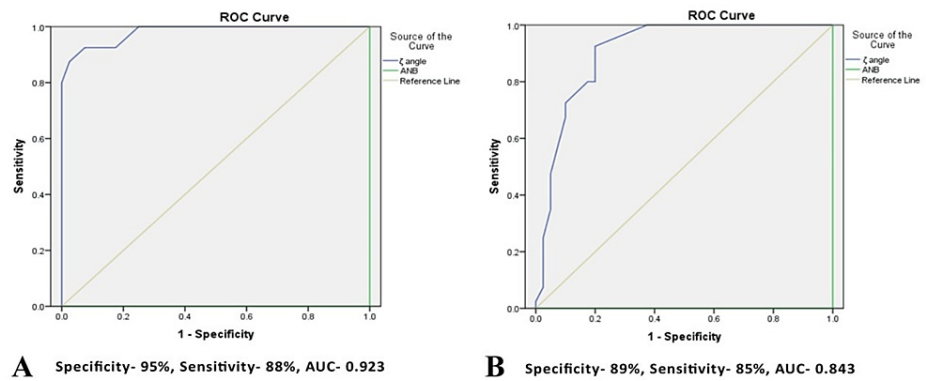 ROC Curve
1.0
0.8
0.6
0.4
0.2
0.0
Sensitivity
0.0 0.2 0.4 0.6 0.8 1.0
1 - Specificity
Source of the
Curve
ζ angle
ANB
Reference Line
A Specificity- 95%, Sensitivity- 88%, AUC- 0.923
ROC Curve
1.0
0.8
0.6
0.4
0.2
0.0
Sensitivity
0.0 0.2 0.4 0.6 0.8 1.0
1 - Specificity
Source of the
Curve
ζ angle
ANB
Reference Line
B Specificity- 89%, Sensitivity- 85%, AUC- 0.843